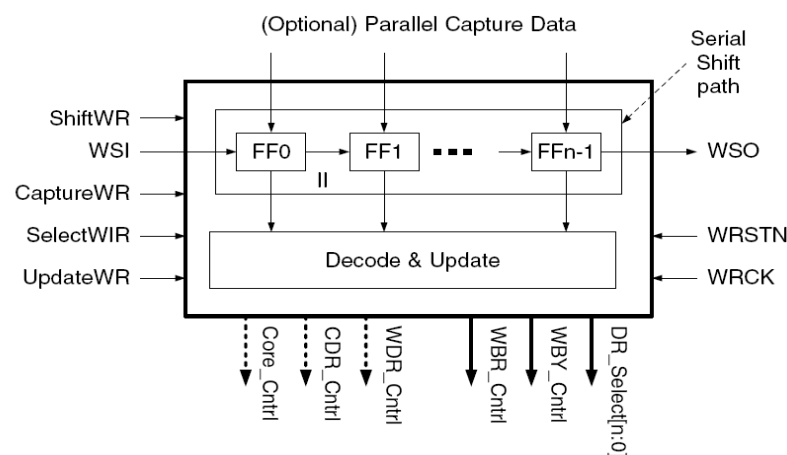 (Optional) Parallel Capture Data
Serial
Shift
path
ShiftWR
WSI
FF0
FF1
FFn-1
WSO
CaptureWR
SelectWIR
WRSTN
Decode & Update
UpdateWR
WRCK
Core_Cntrl
CDR_Cntrl
WDR_Cntrl
WBR_Cntrl
WBY_Cntrl
DR_Select[n:0]